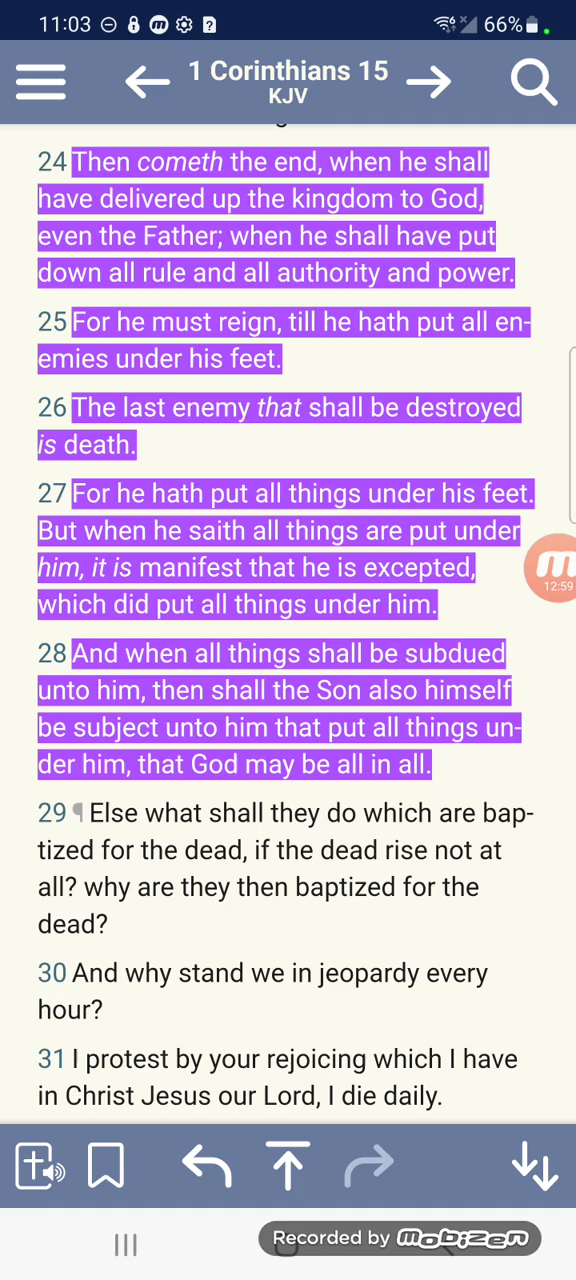 11:03 66%
1 Corinthians 15
KJV
24 Then cometh the end, when he shall
have delivered up the kingdom to God,
even the Father; when he shall have put
down all rule and all authority and power.
25 For he must reign, till he hath put all en-
emies under his feet.
26 The last enemy that shall be destroyed
is death.
27 For he hath put all things under his feet.
But when he saith all things are put under
him, it is manifest that he is excepted,
which did put all things under him.
12:59
28 And when all things shall be subdued
unto him, then shall the Son also himself
be subject unto him that put all things un-
der him, that God may be all in all.
29 ¶ Else what shall they do which are bap-
tized for the dead, if the dead rise not at
all? why are they then baptized for the
dead?
30 And why stand we in jeopardy every
hour?
31 I protest by your rejoicing which I have
in Christ Jesus our Lord, I die daily.
Recorded by mobizen